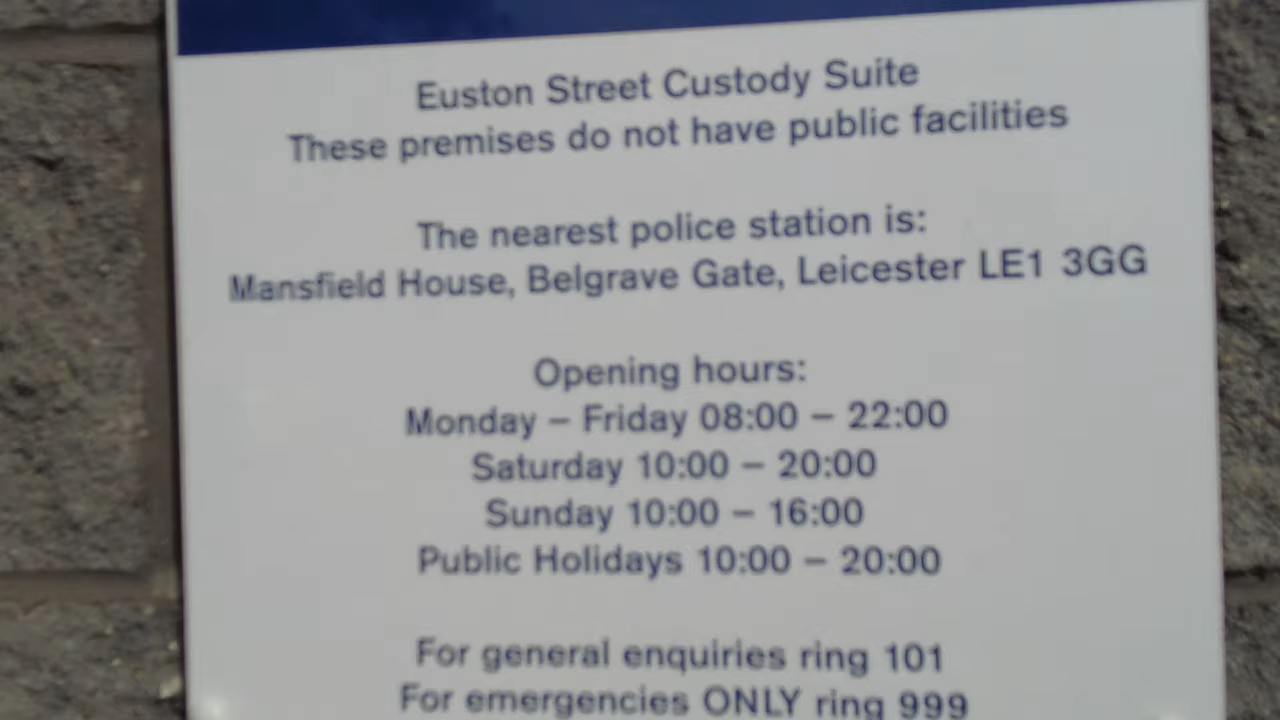 Euston Street Custody Suite
These premises do not have public facilities
The nearest police station is:
Mansfield House, Belgrave Gate, Leicester LE1 3GG
Opening hours:
Monday – Friday 08:00 – 22:00
Saturday 10:00 – 20:00
Sunday 10:00 – 16:00
Public Holidays 10:00 – 20:00
For general enquiries ring 101
For emergencies ONLY ring 999